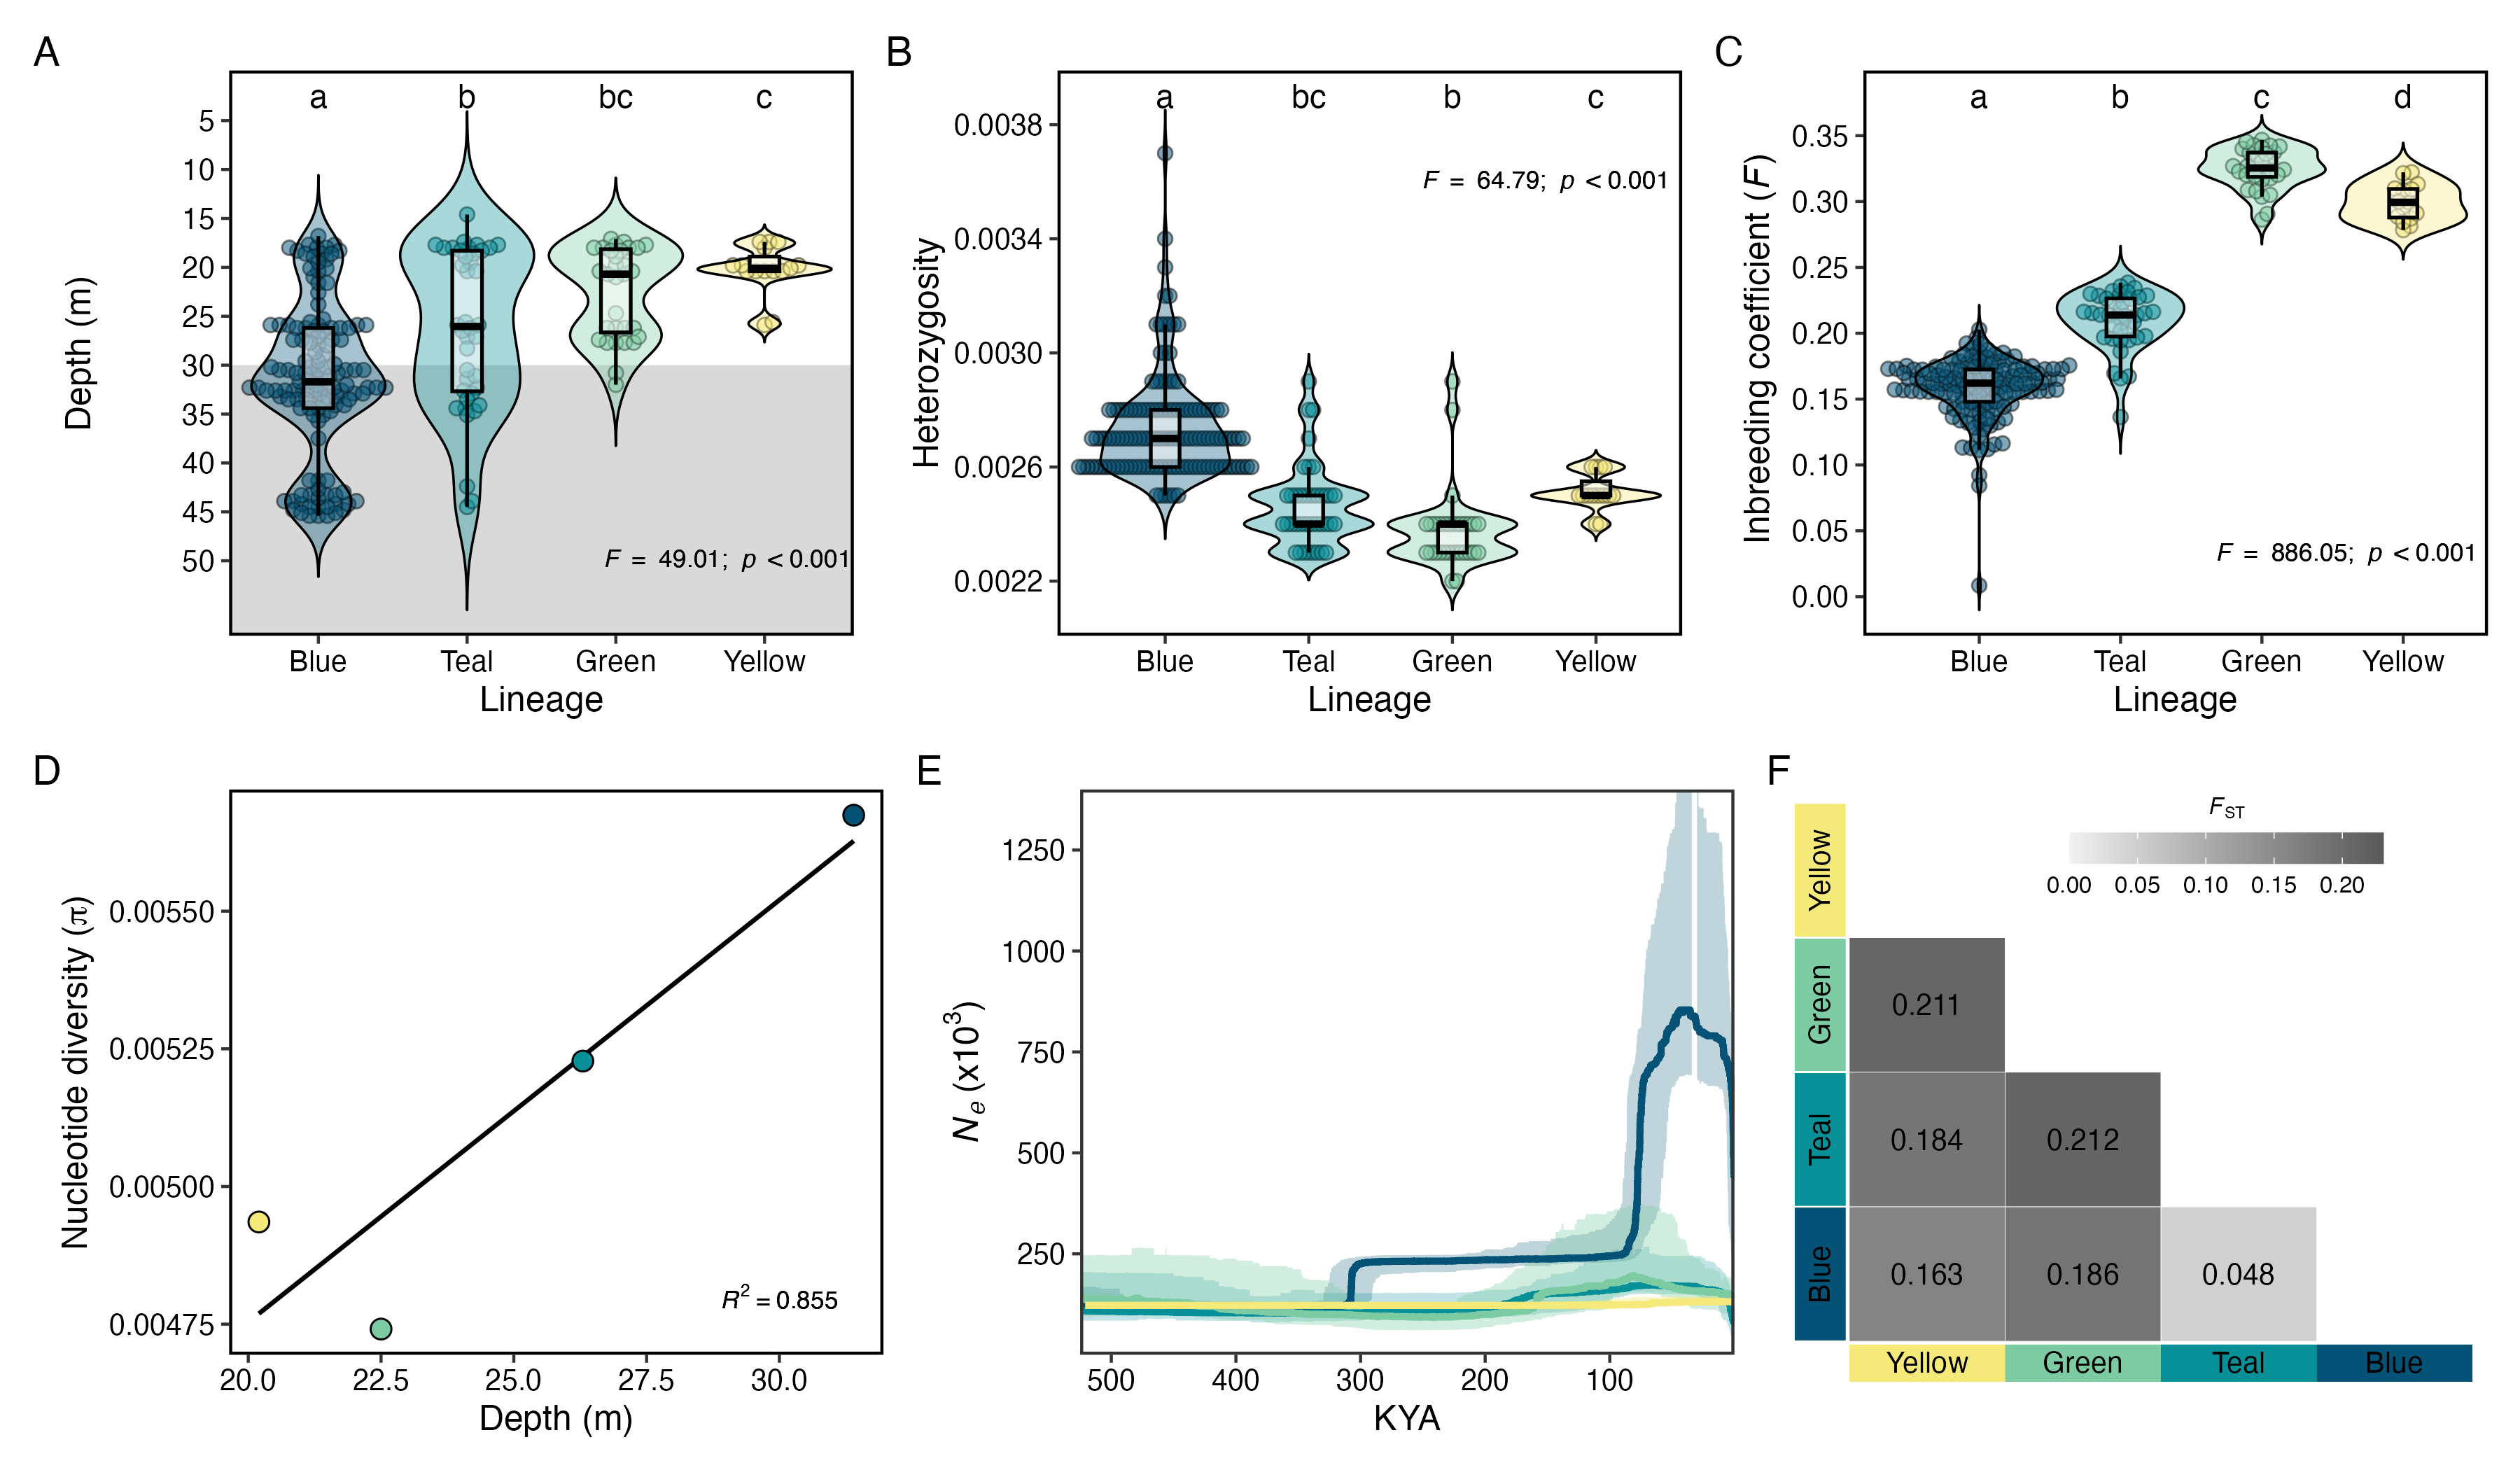 A
a b bc c
5
10
15
20
25
30
35
40
45
50
Depth (m)
F = 49.01; p < 0.001
Blue Teal Green Yellow
Lineage
B
a bc b c
0.0038
0.0034
0.0030
0.0026
0.0022
Heterozygosity
F = 64.79; p < 0.001
Blue Teal Green Yellow
Lineage
C
a b c d
0.35
0.30
0.25
0.20
0.15
0.10
0.05
0.00
Inbreeding coefficient (F)
F = 886.05; p < 0.001
Blue Teal Green Yellow
Lineage
D
0.00550
0.00525
0.00500
0.00475
Nucleotide diversity (π)
R² = 0.855
20.0 22.5 25.0 27.5 30.0
Depth (m)
E
1250
1000
750
500
250
Nₑ (x10³)
500 400 300 200 100
KYA
F
FST
0.00 0.05 0.10 0.15 0.20
Yellow
Green
0.211
Teal
0.184 0.212
Blue
0.163 0.186 0.048
Yellow Green Teal Blue